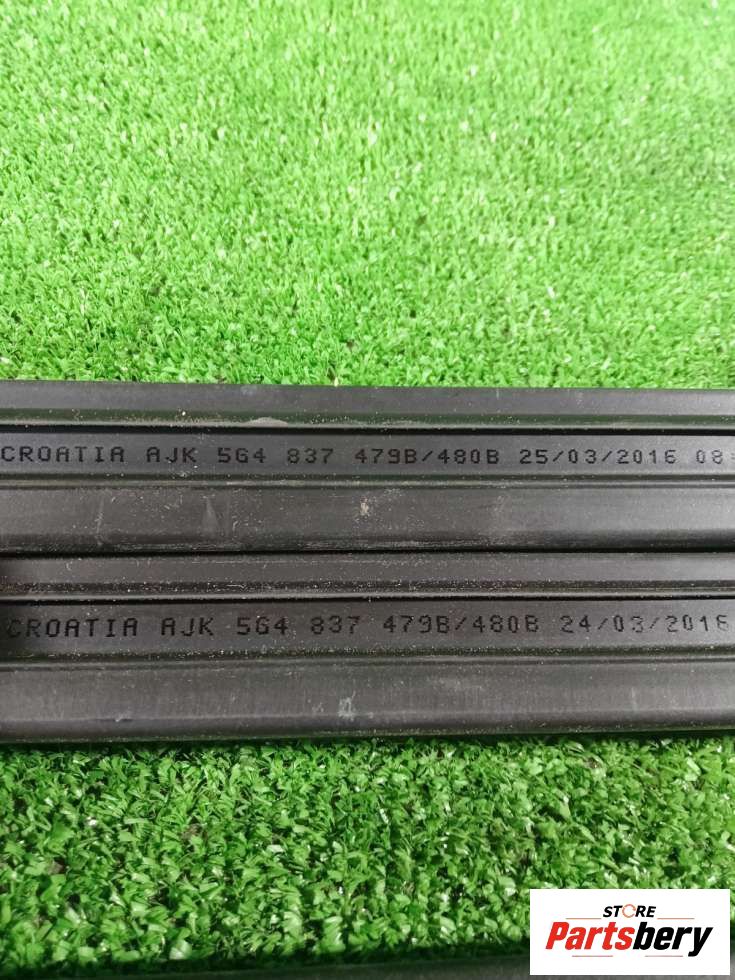 CROATIA AJK 5G4 837 479B/480B 25/03/2016 08
CROATIA AJK 5G4 837 479B/480B 24/03/2016
STORE
Partsbery